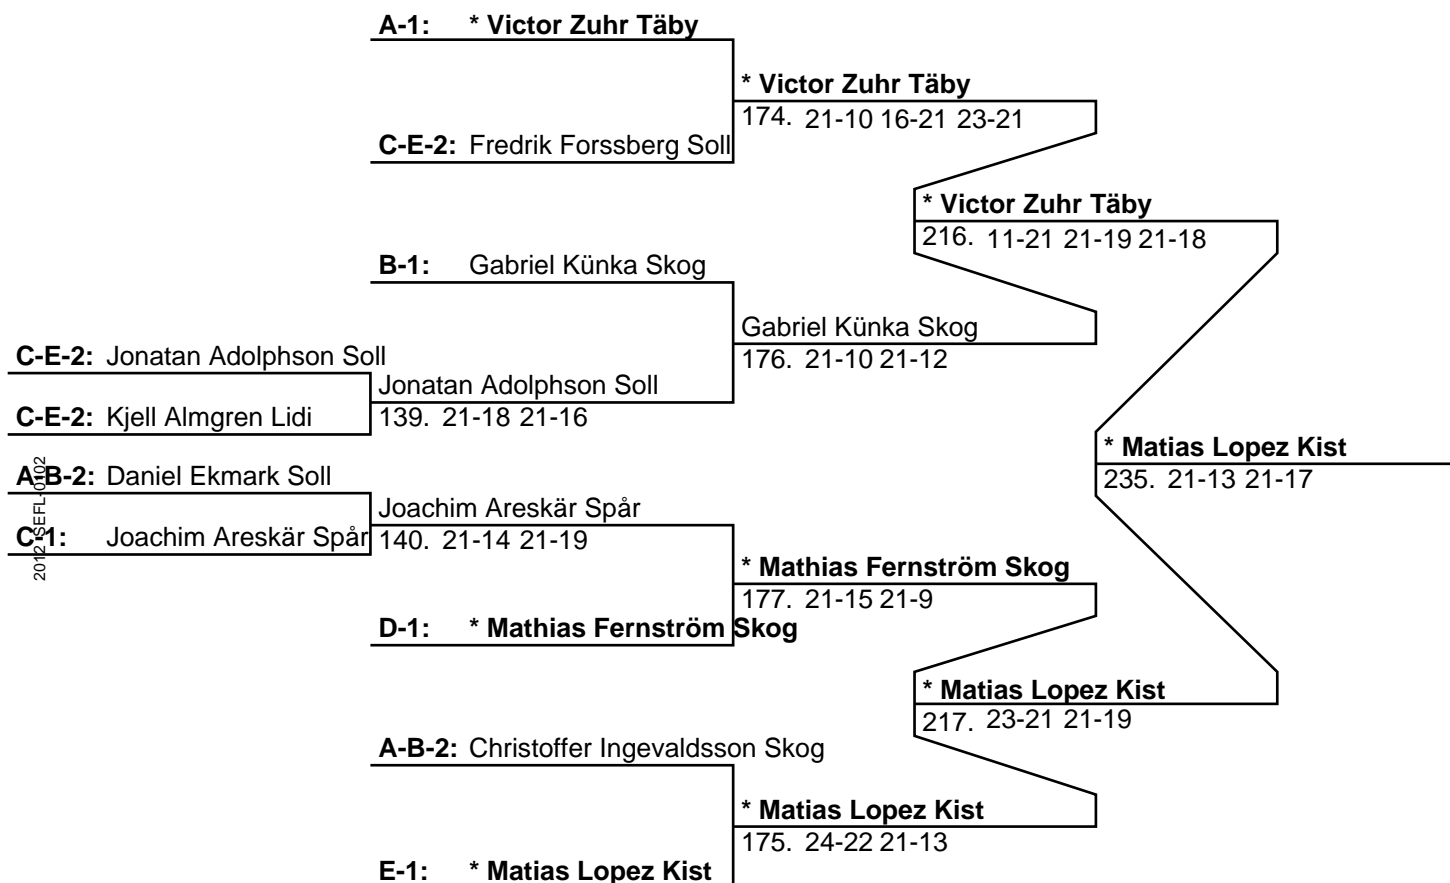 A-1: * Victor Zuhr Täby
* Victor Zuhr Täby
174. 21-10 16-21 23-21
C-E-2: Fredrik Forssberg Soll
* Victor Zuhr Täby
216. 11-21 21-19 21-18
B-1: Gabriel Künka Skog
Gabriel Künka Skog
176. 21-10 21-12
C-E-2: Jonatan Adolphson Soll
Jonatan Adolphson Soll
139. 21-18 21-16
C-E-2: Kjell Almgren Lidi
* Matias Lopez Kist
235. 21-13 21-17
A-B-2: Daniel Ekmark Soll
Joachim Areskär Spår
140. 21-14 21-19
C-1: Joachim Areskär Spår
2012 SEFL-0102
* Mathias Fernström Skog
177. 21-15 21-9
D-1: * Mathias Fernström Skog
* Matias Lopez Kist
217. 23-21 21-19
A-B-2: Christoffer Ingevaldsson Skog
* Matias Lopez Kist
175. 24-22 21-13
E-1: * Matias Lopez Kist